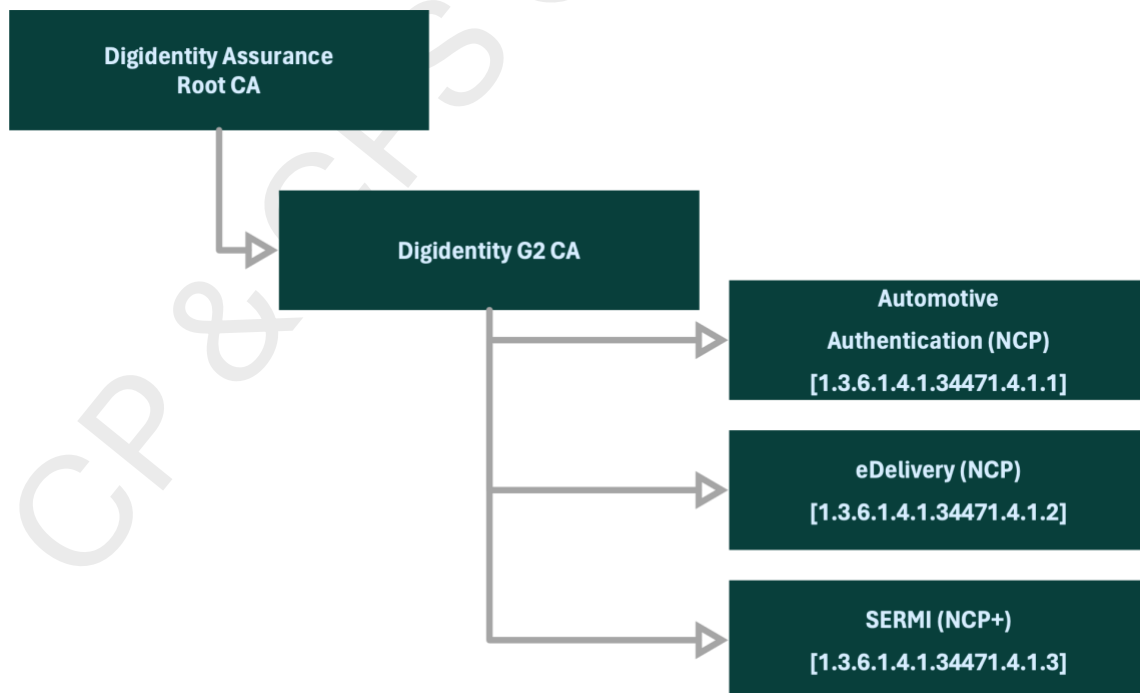 Digidentity Assurance
Root CA
Digidentity G2 CA
Automotive
Authentication (NCP)
[1.3.6.1.4.1.34471.4.1.1]
eDelivery (NCP)
[1.3.6.1.4.1.34471.4.1.2]
SERMI (NCP+)
[1.3.6.1.4.1.34471.4.1.3]
CP & CPS